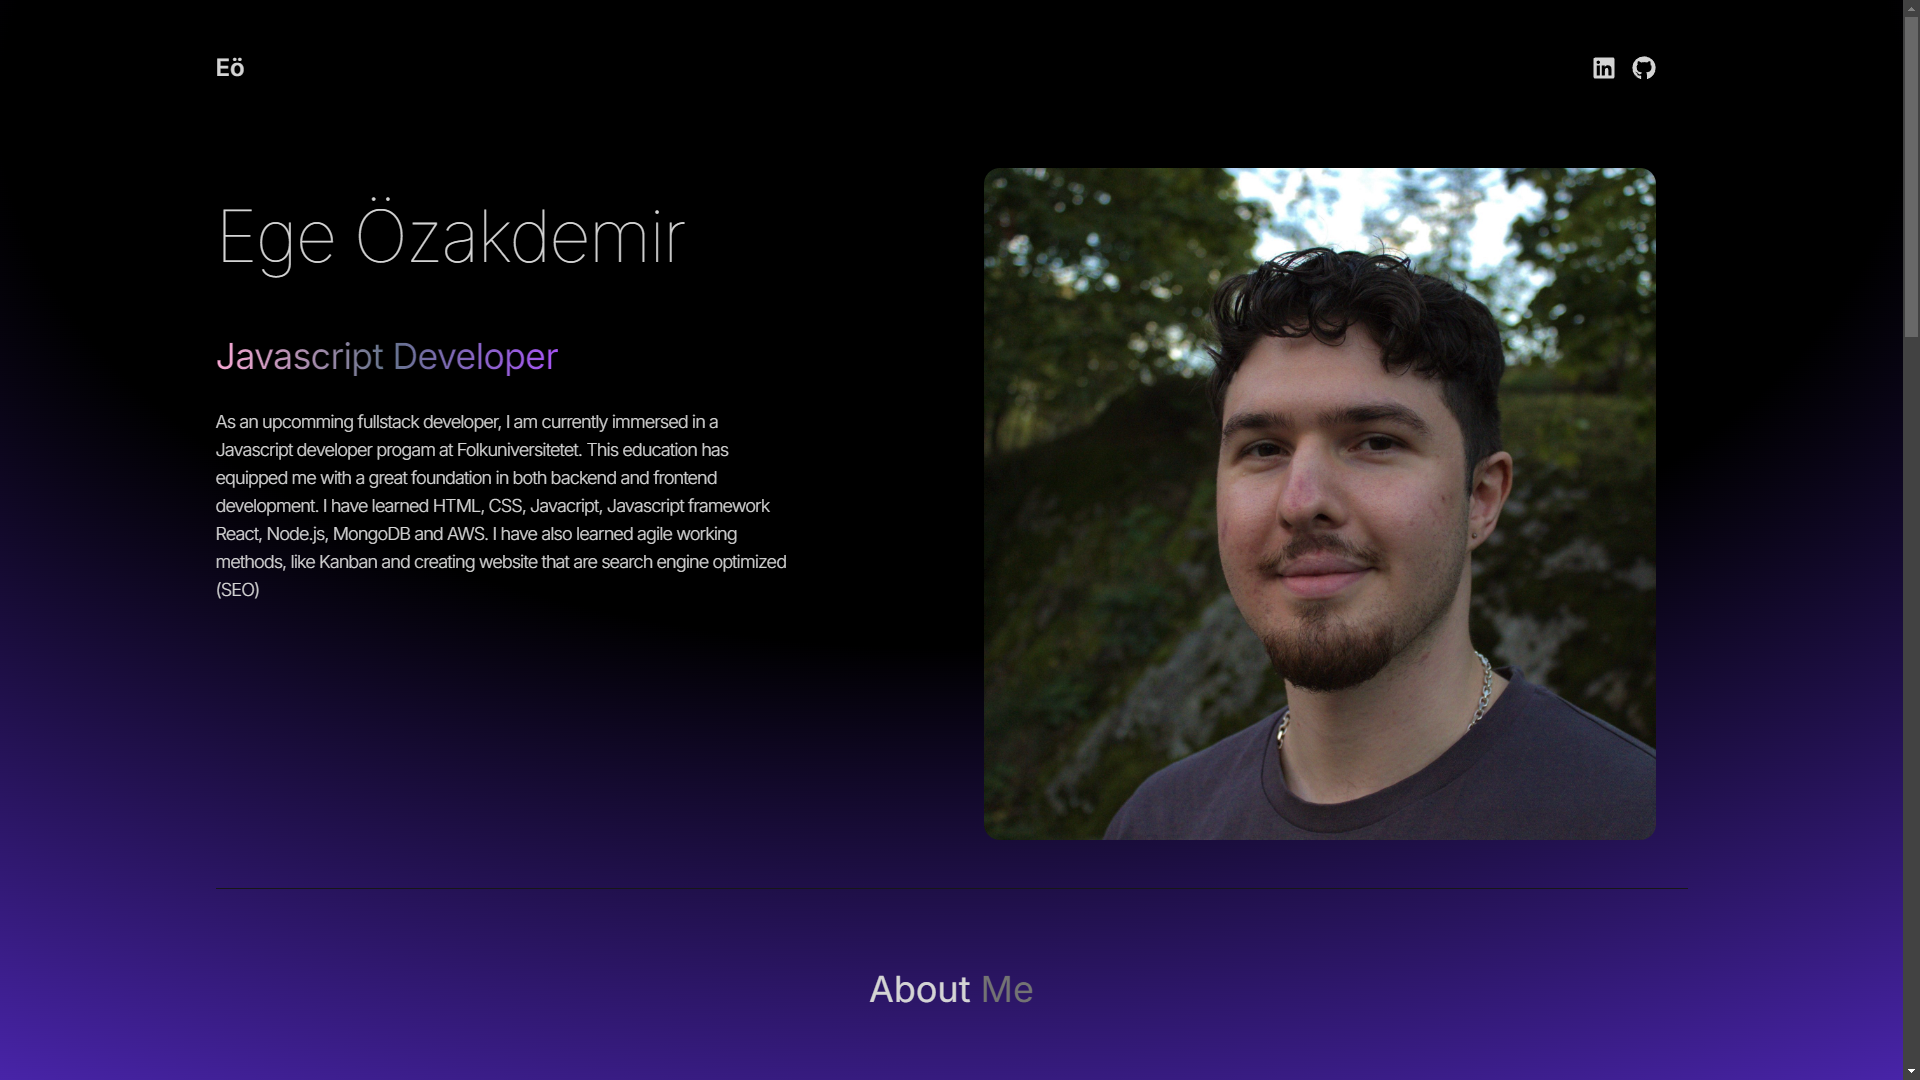 Eö
Ege Özakdemir
Javascript Developer
As an upcomming fullstack developer, I am currently immersed in a
Javascript developer progam at Folkuniversitetet. This education has
equipped me with a great foundation in both backend and frontend
development. I have learned HTML, CSS, Javacript, Javascript framework
React, Node.js, MongoDB and AWS. I have also learned agile working
methods, like Kanban and creating website that are search engine optimized
(SEO)
About Me